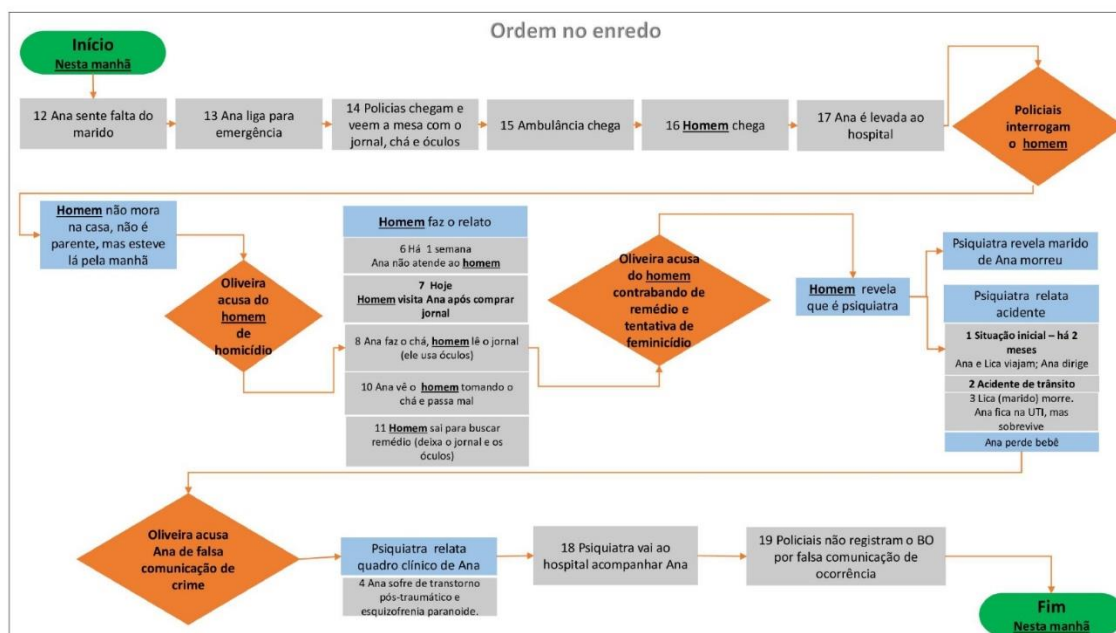 Ordem no enredo
Início
Nesta manhã
12 Ana sente falta do
marido
13 Ana liga para
emergência
14 Policias chegam e
veem a mesa com o
jornal, chá e óculos
15 Ambulância chega
16 Homem chega
17 Ana é levada ao
hospital
Policiais
interrogam
o homem
Homem não mora
na casa, não é
parente, mas esteve
lá pela manhã
Oliveira
acusa do
homem
de
homicídio
Homem faz o relato
6 Há 1 semana
Ana não atende ao homem
7 Hoje
Homem visita Ana após comprar
jornal
8 Ana faz o chá, homem lê o jornal
(ele usa óculos)
10 Ana vê o homem tomando o
chá e passa mal
11 Homem sai para buscar
remédio (deixa o jornal e os
óculos)
Oliveira acusa
do homem
contrabando de
remédio e
tentativa de
feminicídio
Homem revela
que é psiquiatra
Psiquiatra revela marido
de Ana morreu
Psiquiatra relata
acidente
1 Situação inicial – há 2
meses
Ana e Lica viajam; Ana dirige
2 Acidente de trânsito
3 Lica (marido) morre.
Ana fica na UTI, mas
sobrevive
Ana perde bebê
Oliveira acusa
Ana de falsa
comunicação de
crime
Psiquiatra relata
quadro clínico de Ana
4 Ana sofre de transtorno
pós-traumático e
esquizofrenia paranoide.
18 Psiquiatra vai ao
hospital acompanhar Ana
19 Policiais não registram o BO
por falsa comunicação de
ocorrência
Fim
Nesta manhã